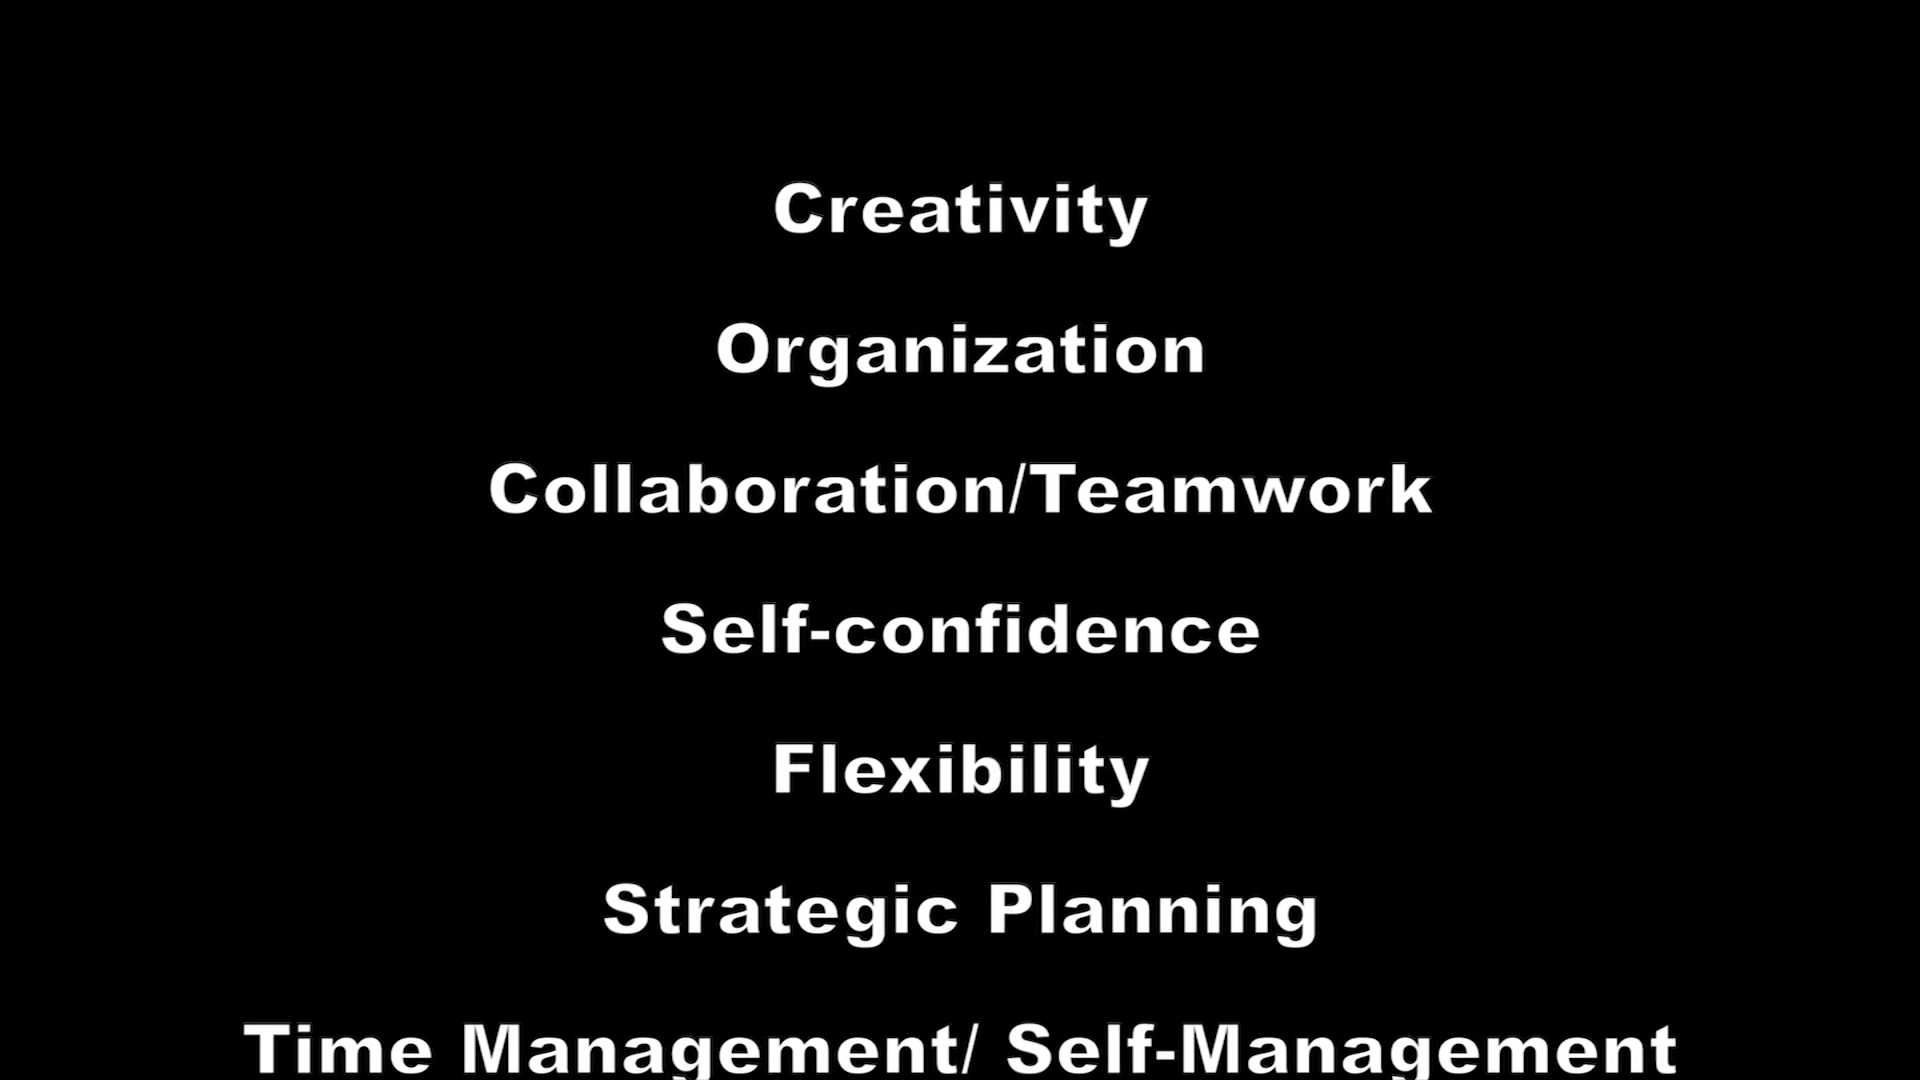 Creativity
Organization
Collaboration/Teamwork
Self-confidence
Flexibility
Strategic Planning
Time Management/ Self-Management